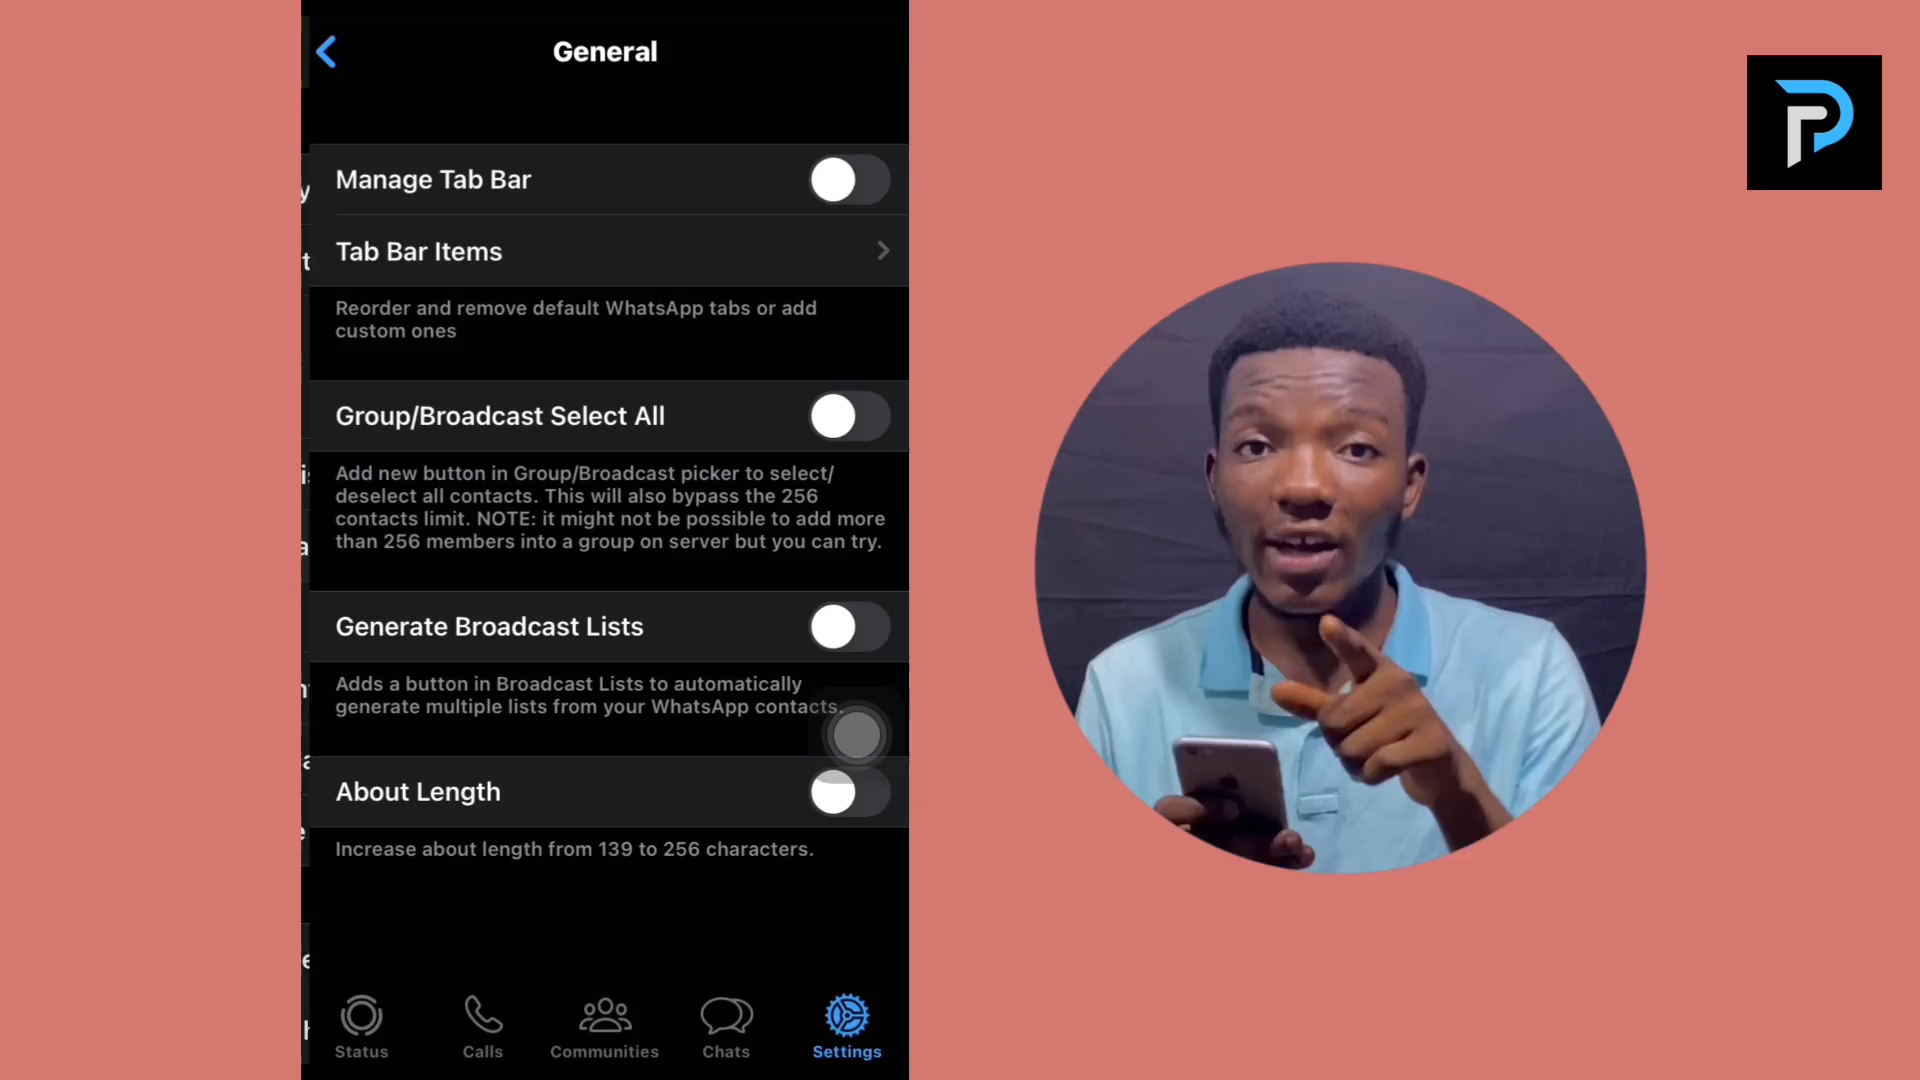 General
Manage Tab Bar
Tab Bar Items
Reorder and remove default WhatsApp tabs or add
custom ones
Group/Broadcast Select All
Add new button in Group/Broadcast picker to select/
deselect all contacts. This will also bypass the 256
contacts limit. NOTE: it might not be possible to add more
than 256 members into a group on server but you can try.
Generate Broadcast Lists
Adds a button in Broadcast Lists to automatically
generate multiple lists from your WhatsApp contacts.
About Length
Increase about length from 139 to 256 characters.
Status
Calls
Communities
Chats
Settings